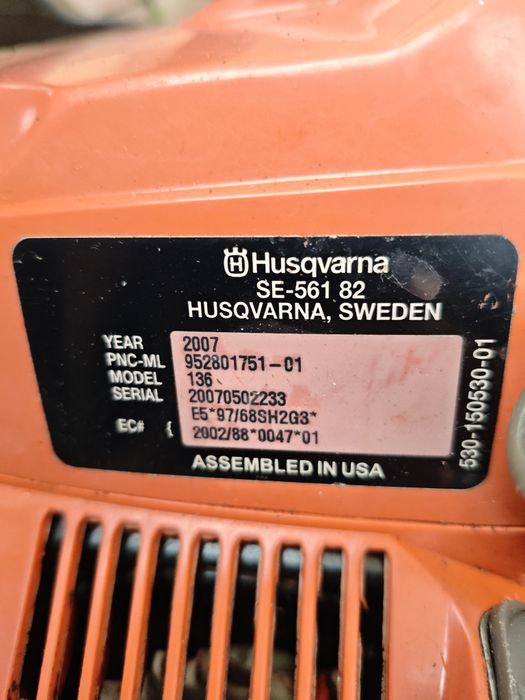 Husqvarna
SE-561 82
HUSQVARNA, SWEDEN
YEAR 2007
PNC-ML 952801751-01
MODEL 136
SERIAL 20070502233
EC# { E5*97/68SH2G3*
2002/88*0047*01
ASSEMBLED IN USA
530-150530-01